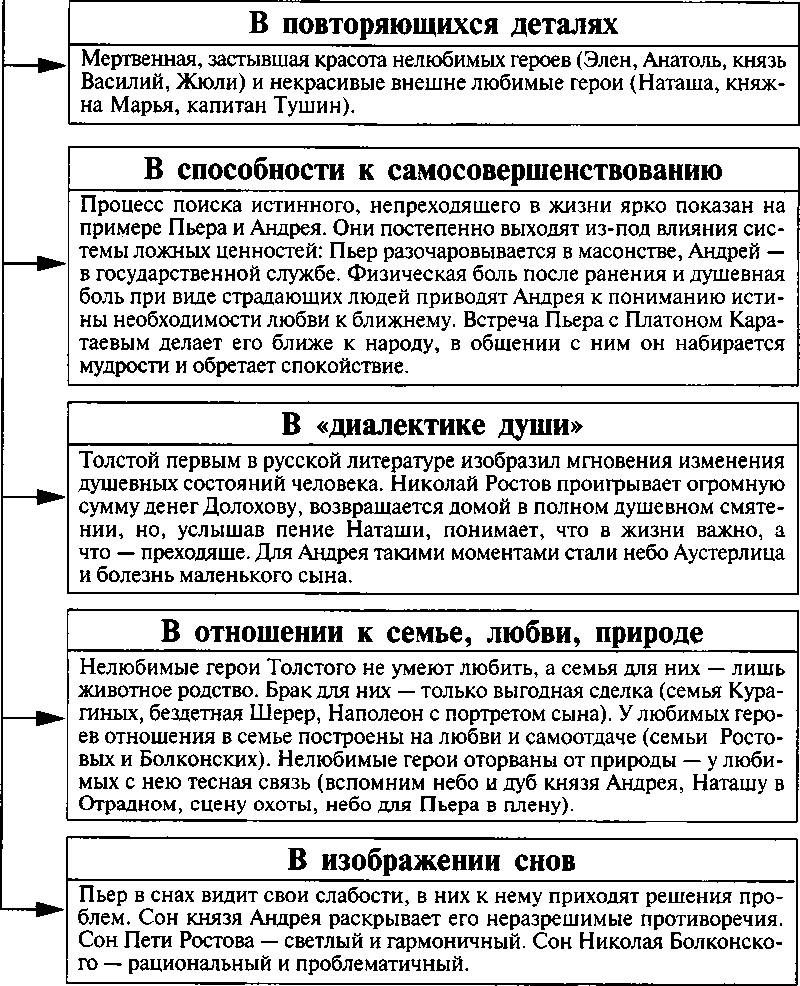 В повторяющихся деталях
Мертвенная, застывшая красота нелюбимых героев (Элен, Анатоль, князь
Василий, Жюли) и некрасивые внешне любимые герои (Наташа, княж-
на Марья, капитан Тушин).
В способности к самосовершенствованию
Процесс поиска истинного, непреходящего в жизни ярко показан на
примере Пьера и Андрея. Они постепенно выходят из-под влияния сис-
темы ложных ценностей: Пьер разочаровывается в масонстве, Андрей —
в государственной службе. Физическая боль после ранения и душевная
боль при виде страдающих людей приводят Андрея к пониманию исти-
ны необходимости любви к ближнему. Встреча Пьера с Платоном Кара-
таевым делает его ближе к народу, в общении с ним он набирается
мудрости и обретает спокойствие.
В «диалектике души»
Толстой первым в русской литературе изобразил мгновения изменения
душевных состояний человека. Николай Ростов проигрывает огромную
сумму денег Долохову, возвращается домой в полном душевном смяте-
нии, но, услышав пение Наташи, понимает, что в жизни важно, а
что — преходяще. Для Андрея такими моментами стали небо Аустерлица
и болезнь маленького сына.
В отношении к семье, любви, природе
Нелюбимые герои Толстого не умеют любить, а семья для них — лишь
животное родство. Брак для них — только выгодная сделка (семья Кура-
гиных, бездетная Шерер, Наполеон с портретом сына). У любимых геро-
ев отношения в семье построены на любви и самоотдаче (семьи Росто-
вых и Болконских). Нелюбимые герои оторваны от природы — у люби-
мых с нею тесная связь (вспомним небо и дуб князя Андрея, Наташу в
Отрадном, сцену охоты, небо для Пьера в плену).
В изображении снов
Пьер в снах видит свои слабости, в них к нему приходят решения про-
блем. Сон князя Андрея раскрывает его неразрешимые противоречия.
Сон Пети Ростова — светлый и гармоничный. Сон Николая Болконско-
го — рациональный и проблематичный.